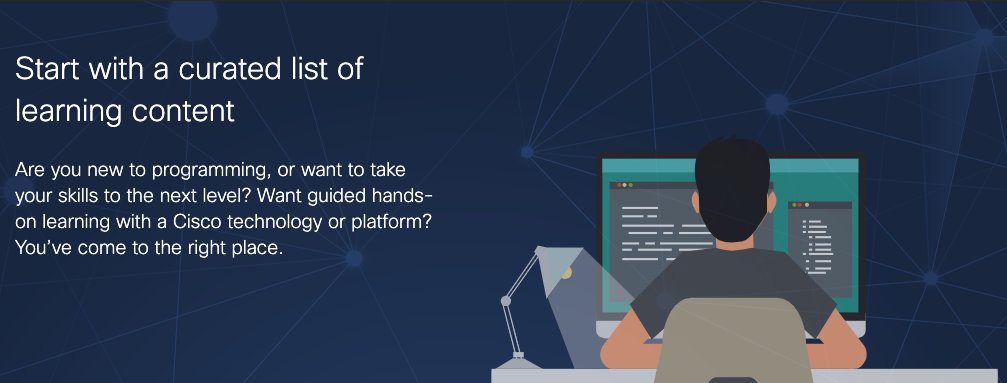 Start with a curated list of
learning content
Are you new to programming, or want to take
your skills to the next level? Want guided hands-
on learning with a Cisco technology or platform?
You've come to the right place.